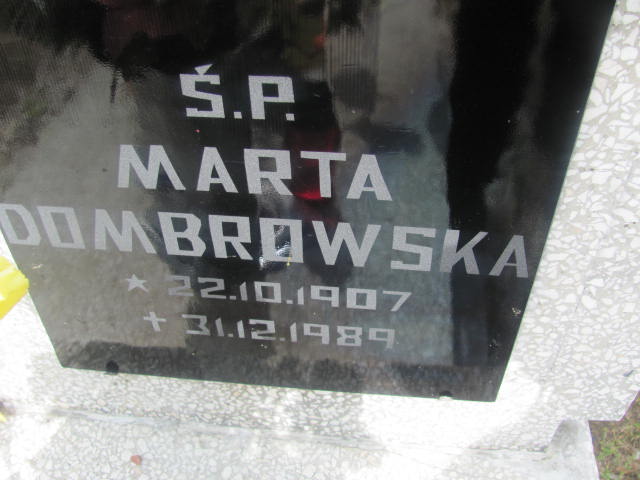 Ś.P.
MARTA
DOMBROWSKA
* 22.10.1907
+ 31.12.1989